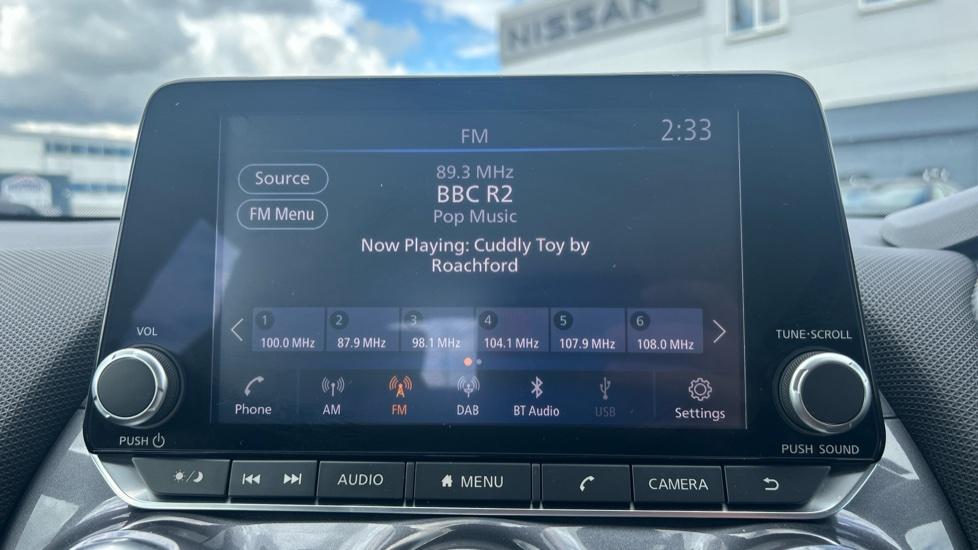 NISSAN
FM
2:33
Source
FM Menu
89.3 MHz
BBC R2
Pop Music
Now Playing: Cuddly Toy by
Roachford
1 2 3 4 5 6
100.0 MHz 87.9 MHz 98.1 MHz 104.1 MHz 107.9 MHz 108.0 MHz
Phone AM FM DAB BT Audio USB Settings
VOL
PUSH
TUNE·SCROLL
PUSH SOUND
AUDIO MENU CAMERA